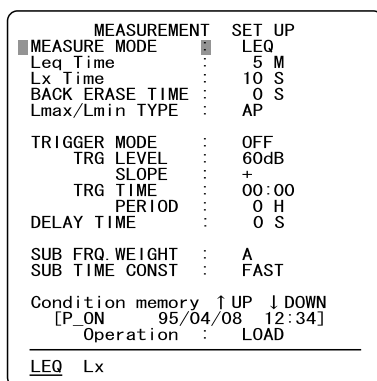 MEASUREMENT SET UP
MEASURE MODE : LEQ
Leq Time : 5 M
Lx Time : 10 S
BACK ERASE TIME : 0 S
Lmax/Lmin TYPE : AP
TRIGGER MODE : OFF
TRG LEVEL : 60dB
SLOPE : +
TRG TIME : 00:00
PERIOD : 0 H
DELAY TIME : 0 S
SUB FRQ.WEIGHT : A
SUB TIME CONST : FAST
Condition memory ↑UP ↓DOWN
[P_ON 95/04/08 12:34]
Operation : LOAD
LEQ Lx